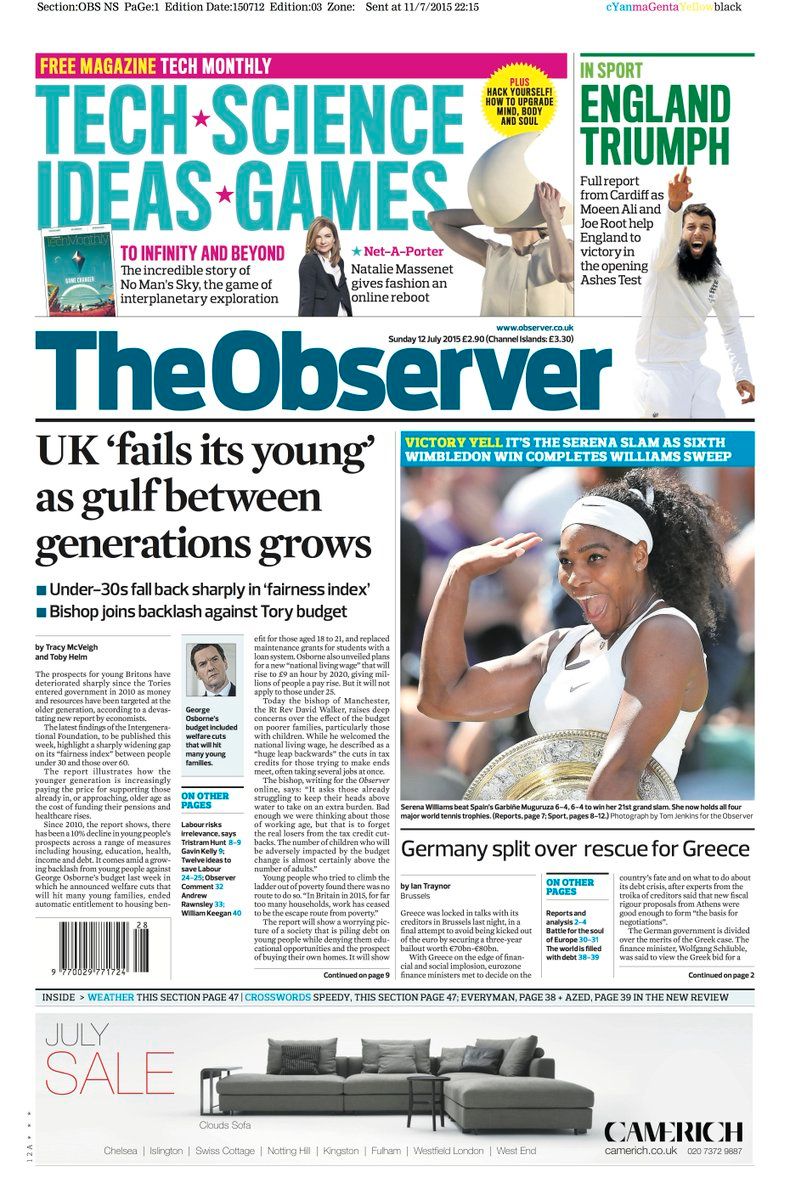 Section:OBS NS PaGe:1 Edition Date:150712 Edition:03 Zone: Sent at 11/7/2015 22:15
cYanmaGentaYellowblack
FREE MAGAZINE TECH MONTHLY
TECH★SCIENCE
IDEAS★GAMES
PLUS
HACK YOURSELF!
HOW TO UPGRADE
MIND, BODY
AND SOUL
TO INFINITY AND BEYOND
The incredible story of
No Man's Sky, the game of
interplanetary exploration
★ Net-A-Porter
Natalie Massenet
gives fashion an
online reboot
IN SPORT
ENGLAND
TRIUMPH
Full report
from Cardiff as
Moeen Ali and
Joe Root help
England to
victory in
the opening
Ashes Test
www.observer.co.uk
Sunday 12 July 2015 £2.90 (Channel Islands: £3.30)
The Observer
UK ‘fails its young’
as gulf between
generations grows
■ Under-30s fall back sharply in ‘fairness index’
■ Bishop joins backlash against Tory budget
by Tracy McVeigh
and Toby Helm
The prospects for young Britons have
deteriorated sharply since the Tories
entered government in 2010 as money
and resources have been targeted at the
older generation, according to a devas-
tating new report by economists.
The latest findings of the Intergenera-
tional Foundation, to be published this
week, highlight a sharply widening gap
on its “fairness index” between people
under 30 and those over 60.
The report illustrates how the
younger generation is increasingly
paying the price for supporting those
already in, or approaching, older age as
the cost of funding their pensions and
healthcare rises.
Since 2010, the report shows, there
has been a 10% decline in young people's
prospects across a range of measures
including housing, education, health,
income and debt. It comes amid a grow-
ing backlash from young people against
George Osborne's budget last week in
which he announced welfare cuts that
will hit many young families, ended
automatic entitlement to housing ben-
George
Osborne's
budget included
welfare cuts
that will hit
many young
families.
ON OTHER
PAGES
Labour risks
irrelevance, says
Tristram Hunt 8–9
Gavin Kelly 9;
Twelve ideas to
save Labour
24–25; Observer
Comment 32
Andrew
Rawnsley 33;
William Keegan 40
efit for those aged 18 to 21, and replaced
maintenance grants for students with a
loan system. Osborne also unveiled plans
for a new “national living wage” that will
rise to £9 an hour by 2020, giving mil-
lions of people a pay rise. But it will not
apply to those under 25.
Today the bishop of Manchester,
the Rt Rev David Walker, raises deep
concerns over the effect of the budget
on poorer families, particularly those
with children. While he welcomed the
national living wage, he described as a
“huge leap backwards” the cuts in tax
credits for those trying to make ends
meet, often taking several jobs at once.
The bishop, writing for the Observer
online, says: “It asks those already
struggling to keep their heads above
water to take on an extra burden. Bad
enough we were thinking about those
of working age, but that is to forget
the real losers from the tax credit cut-
backs. The number of children who will
be adversely impacted by the budget
change is almost certainly above the
number of adults.”
Young people who tried to climb the
ladder out of poverty found there was no
route to do so. “In Britain in 2015, for far
too many households, work has ceased
to be the escape route from poverty.”
The report will show a worrying pic-
ture of a society that is piling debt on
young people while denying them edu-
cational opportunities and the prospect
of buying their own homes. It will show
Continued on page 9
28
9 770029 771724
VICTORY YELL IT'S THE SERENA SLAM AS SIXTH
WIMBLEDON WIN COMPLETES WILLIAMS SWEEP
Serena Williams beat Spain's Garbiñe Muguruza 6-4, 6-4 to win her 21st grand slam. She now holds all four
major world tennis trophies. (Reports, page 7; Sport, pages 8–12.) Photograph by Tom Jenkins for the Observer
Germany split over rescue for Greece
by Ian Traynor
Brussels
Greece was locked in talks with its
creditors in Brussels last night, in a
final attempt to avoid being kicked out
of the euro by securing a three-year
bailout worth €70bn-€80bn.
With Greece on the edge of finan-
cial and social implosion, eurozone
finance ministers met to decide on the
ON OTHER
PAGES
Reports and
analysis 2–4
Battle for the soul
of Europe 30–31
The world is filled
with debt 38–39
country's fate and on what to do about
its debt crisis, after experts from the
troika of creditors said that new fiscal
rigour proposals from Athens were
good enough to form “the basis for
negotiations”.
The German government is divided
over the merits of the Greek case. The
finance minister, Wolfgang Schäuble,
was said to view the Greek bid for a
Continued on page 2
INSIDE > WEATHER THIS SECTION PAGE 47 | CROSSWORDS SPEEDY, THIS SECTION PAGE 47; EVERYMAN, PAGE 38 + AZED, PAGE 39 IN THE NEW REVIEW
JULY
SALE
Clouds Sofa
Chelsea | Islington | Swiss Cottage | Notting Hill | Kingston | Fulham | Westfield London | West End
CAMERICH
camerich.co.uk 020 7372 9887
12A * * *